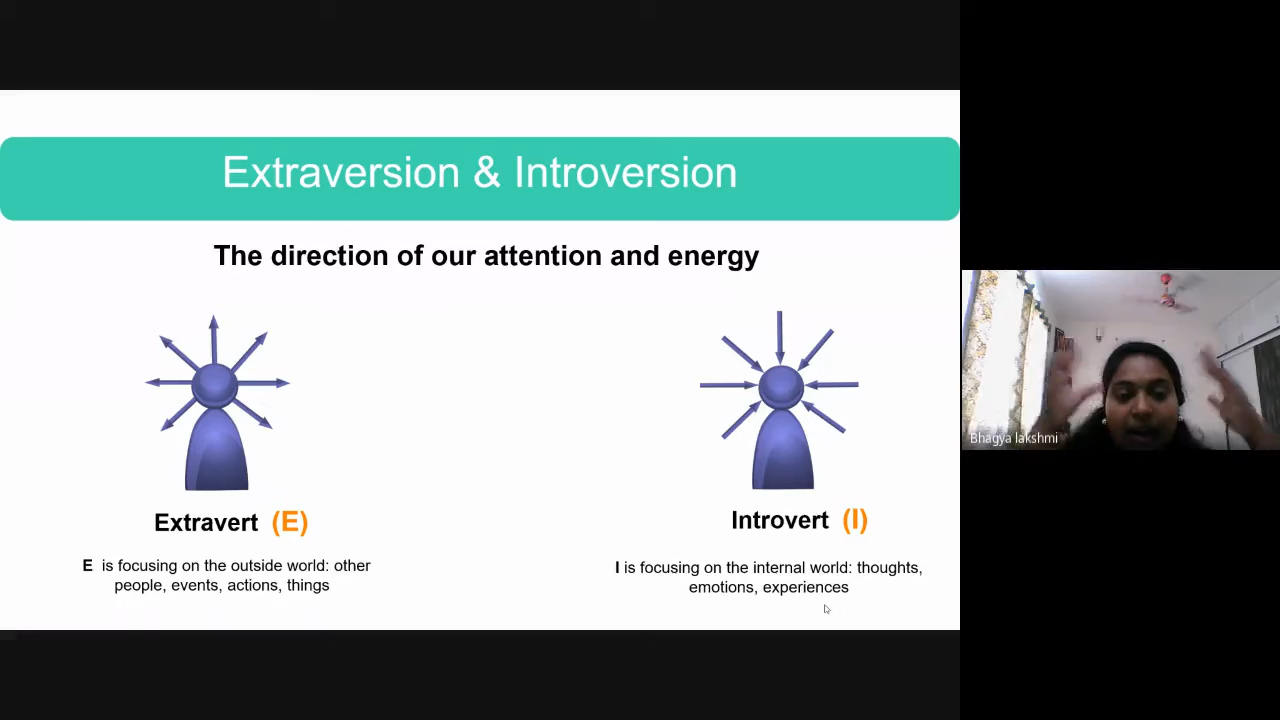 Extraversion & Introversion
The direction of our attention and energy
Extravert (E)
E is focusing on the outside world: other
people, events, actions, things
Introvert (I)
I is focusing on the internal world: thoughts,
emotions, experiences
Bhagya lakshmi